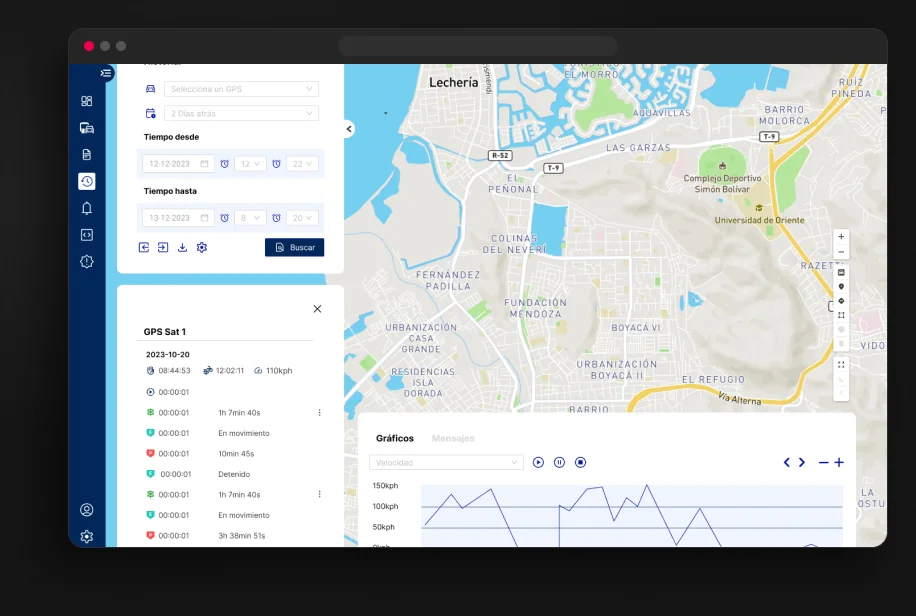 Selecciona un GPS
2 Días atrás
Tiempo desde
12-12-2023
12
22
Tiempo hasta
13-12-2023
8
20
Buscar
GPS Sat 1
2023-10-20
08:44:53
12:02:11
110kph
00:00:01
00:00:01
1h 7min 40s
00:00:01
En movimiento
00:00:01
10min 45s
00:00:01
Detenido
00:00:01
1h 7min 40s
00:00:01
En movimiento
00:00:01
3h 38min 51s
Lechería
EL MORRO
AQUAVILLAS
RUÍZ
PINEDA
BARRIO
MOLORCA
T-9
LAS GARZAS
R-52
T-9
EL
PEÑONAL
Complejo Deportivo
Simón Bolívar
Universidad de Oriente
COLINAS
DEL NEVERÍ
RAZETT
FERNÁNDEZ
PADILLA
FUNDACIÓN
MENDOZA
URBANIZACIÓN
CASA
GRANDE
BOYACÁ VI
VIDO
RESIDENCIAS
ISLA
DORADA
URBANIZACIÓN
BOYACÁ II
EL REFUGIO
Vía Alterna
BARRIO
LA
Gráficos
Mensajes
Velocidad
150kph
100kph
50kph
0kph